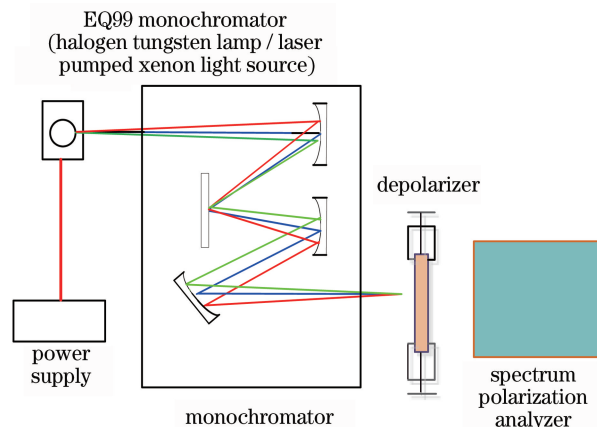 EQ99 monochromator
(halogen tungsten lamp / laser
pumped xenon light source)
depolarizer
power
supply
monochromator
spectrum
polarization
analyzer